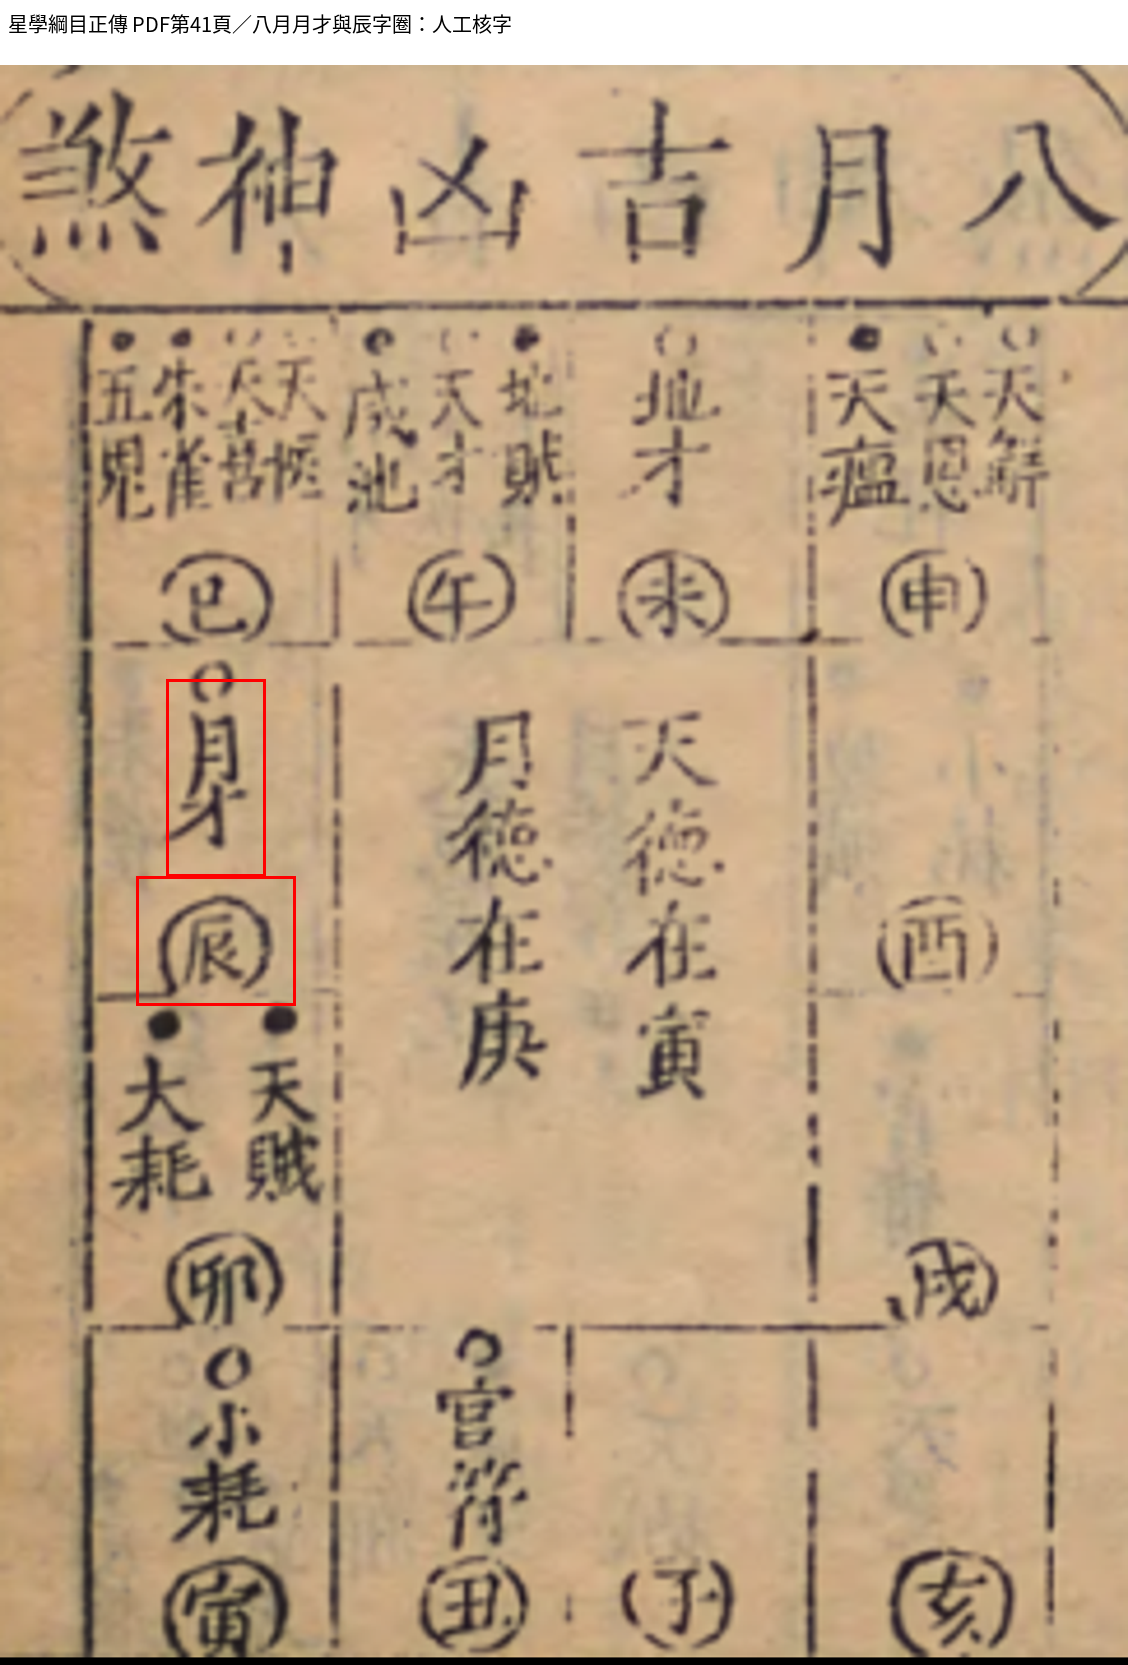 星學綱目正傳 PDF第41頁／八月月才與辰字圈：人工核字
八月吉凶神煞
天解
天恩
天瘟
申
地才
未
地賊
天才
咸池
午
朱雀
五鬼
巳
月才
辰
天德在寅
月德在庚
酉
天賊
大耗
卯
戌
小耗
寅
官符
丑
子
亥